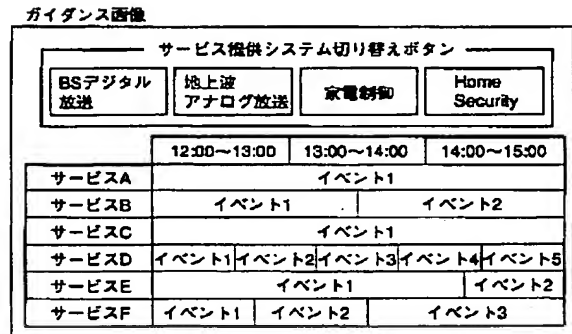 ガイダンス画像
サービス提供システム切り替えボタン
BSデジタル放送 地上波アナログ放送 家電制御 Home Security
12:00～13:00 13:00～14:00 14:00～15:00
サービスA イベント1
サービスB イベント1 イベント2
サービスC イベント1
サービスD イベント1 イベント2 イベント3 イベント4 イベント5
サービスE イベント1 イベント2
サービスF イベント1 イベント2 イベント3